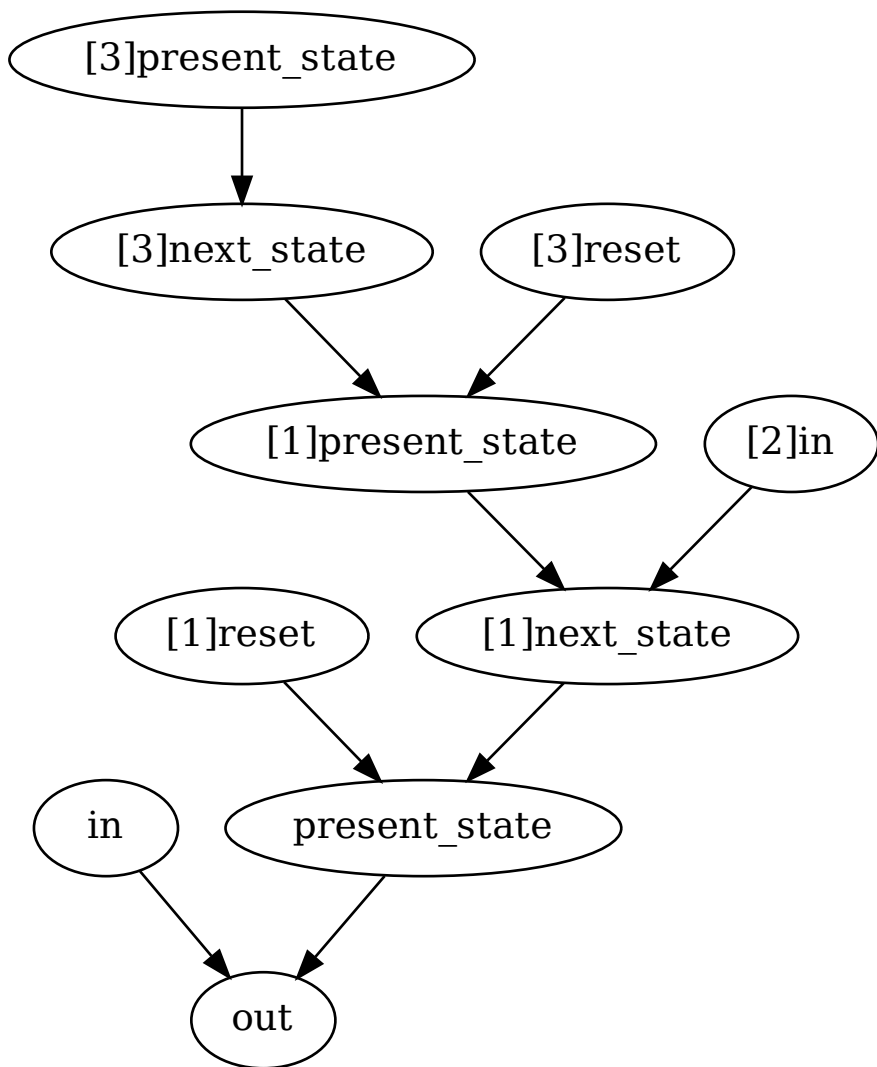 [3]present_state
[3]next_state
[3]reset
[1]present_state
[2]in
[1]reset
[1]next_state
in
present_state
out